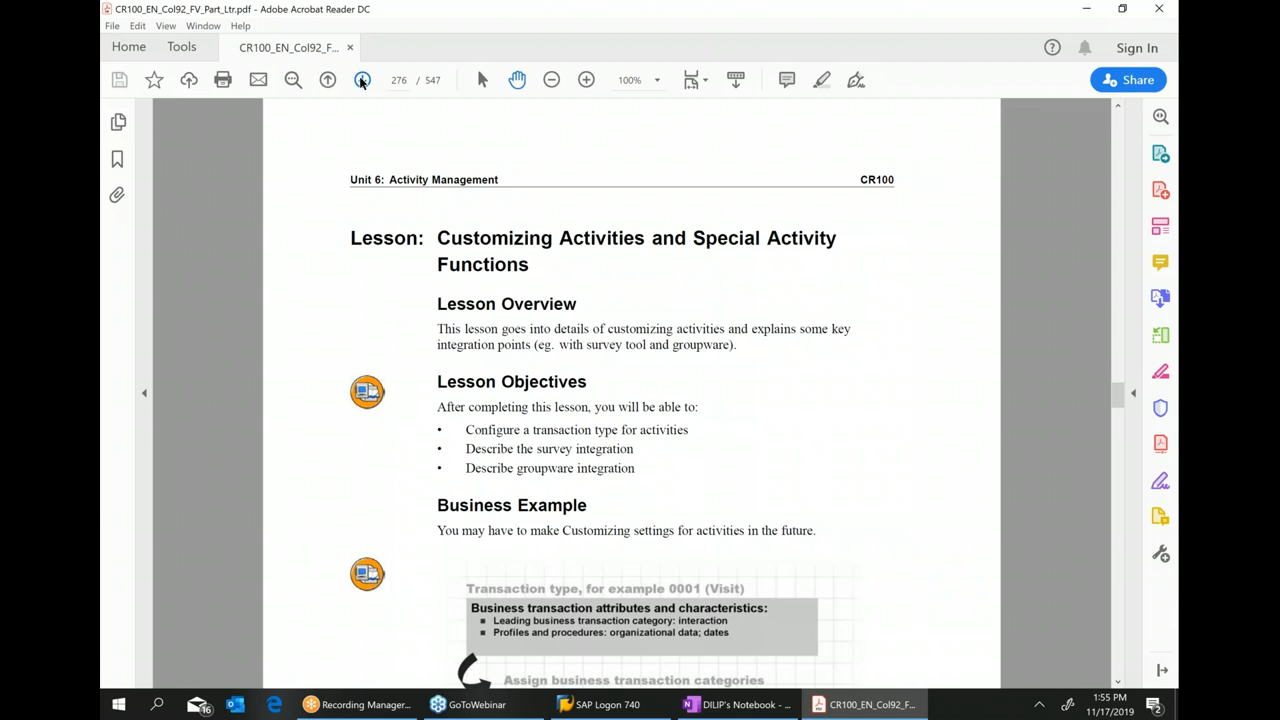 CR100_EN_Col92_FV_Part_Ltr.pdf - Adobe Acrobat Reader DC
File Edit View Window Help
Home Tools CR100_EN_Col92_F... × Sign In
276 / 547 100% Share
Unit 6: Activity Management CR100
Lesson: Customizing Activities and Special Activity
Functions
Lesson Overview
This lesson goes into details of customizing activities and explains some key
integration points (eg. with survey tool and groupware).
Lesson Objectives
After completing this lesson, you will be able to:
• Configure a transaction type for activities
• Describe the survey integration
• Describe groupware integration
Business Example
You may have to make Customizing settings for activities in the future.
Transaction type, for example 0001 (Visit)
Business transaction attributes and characteristics:
■ Leading business transaction category: interaction
■ Profiles and procedures: organizational data; dates
Assign business transaction categories
16 Recording Manager... GoToWebinar SAP Logon 740 DILIP's Notebook - ... CR100_EN_Col92_F... 1:55 PM
11/17/2019 2